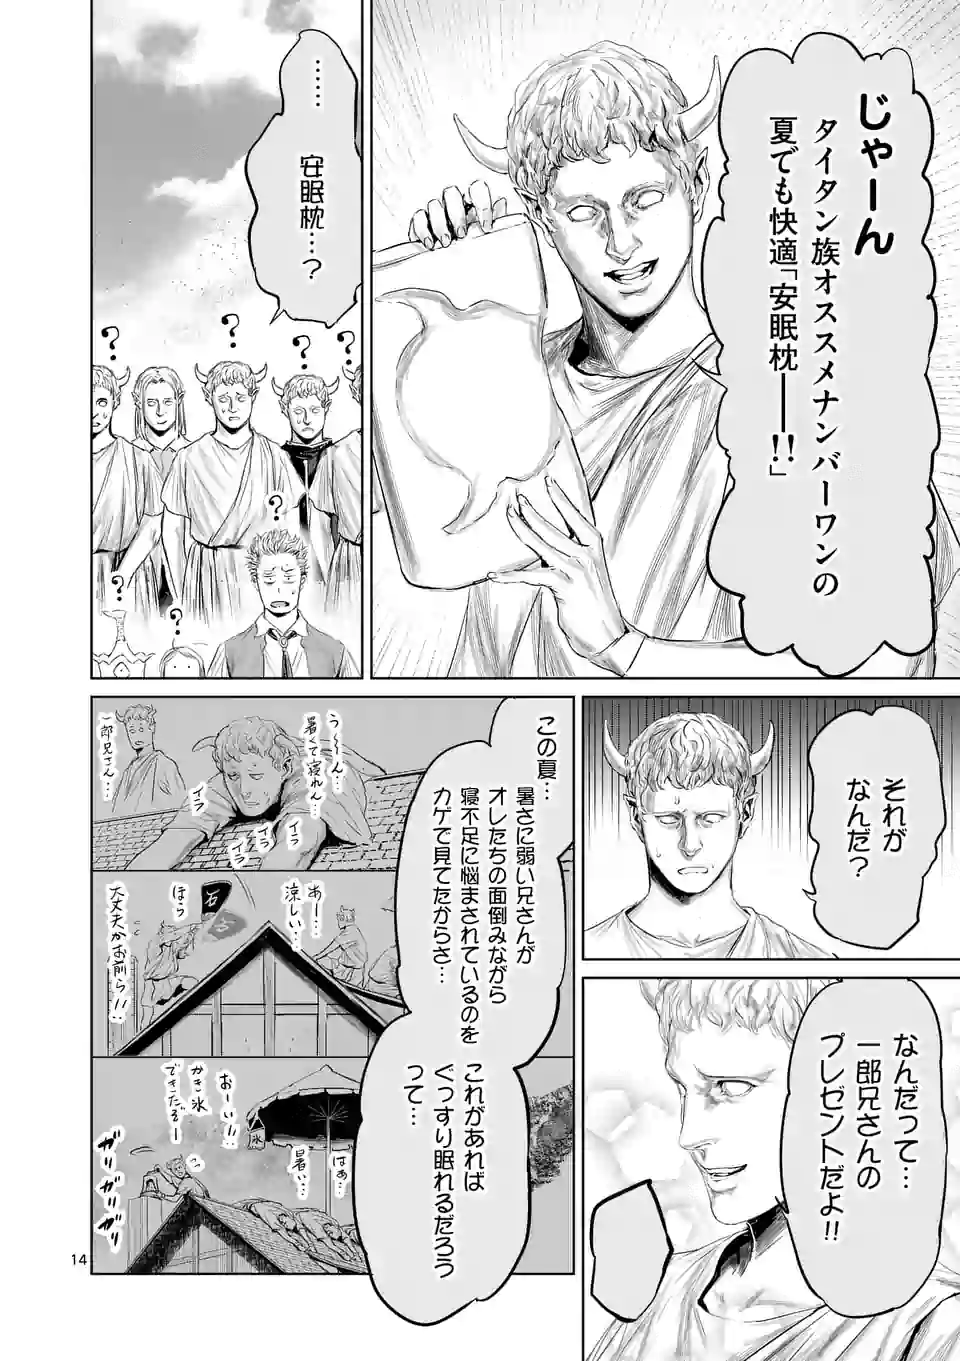 じゃーん
タイタン族オススメナンバーワンの
夏でも快適「安眠枕━━!!」
……
安眠枕…?
?
?
?
?
?
?
?
それが
なんだ?
なんだって…
一郎兄さんの
プレゼントだよ!!
この夏…
暑さに弱い兄さんが
オレたちの面倒みながら
寝不足に悩まされているのを
カゲで見てたからさ…
これがあれば
ぐっすり眠れるだろう
って…
う〜〜ん…
暑くて寝れん…
イラ
イラ
イラ
イラ
一郎兄さん…
あー…
涼しい…
石
ほら
大丈夫かお前ら!!
はぁ…
暑い…
氷
おーい!!
かき氷
できたぞー
ガリガリガリ
14